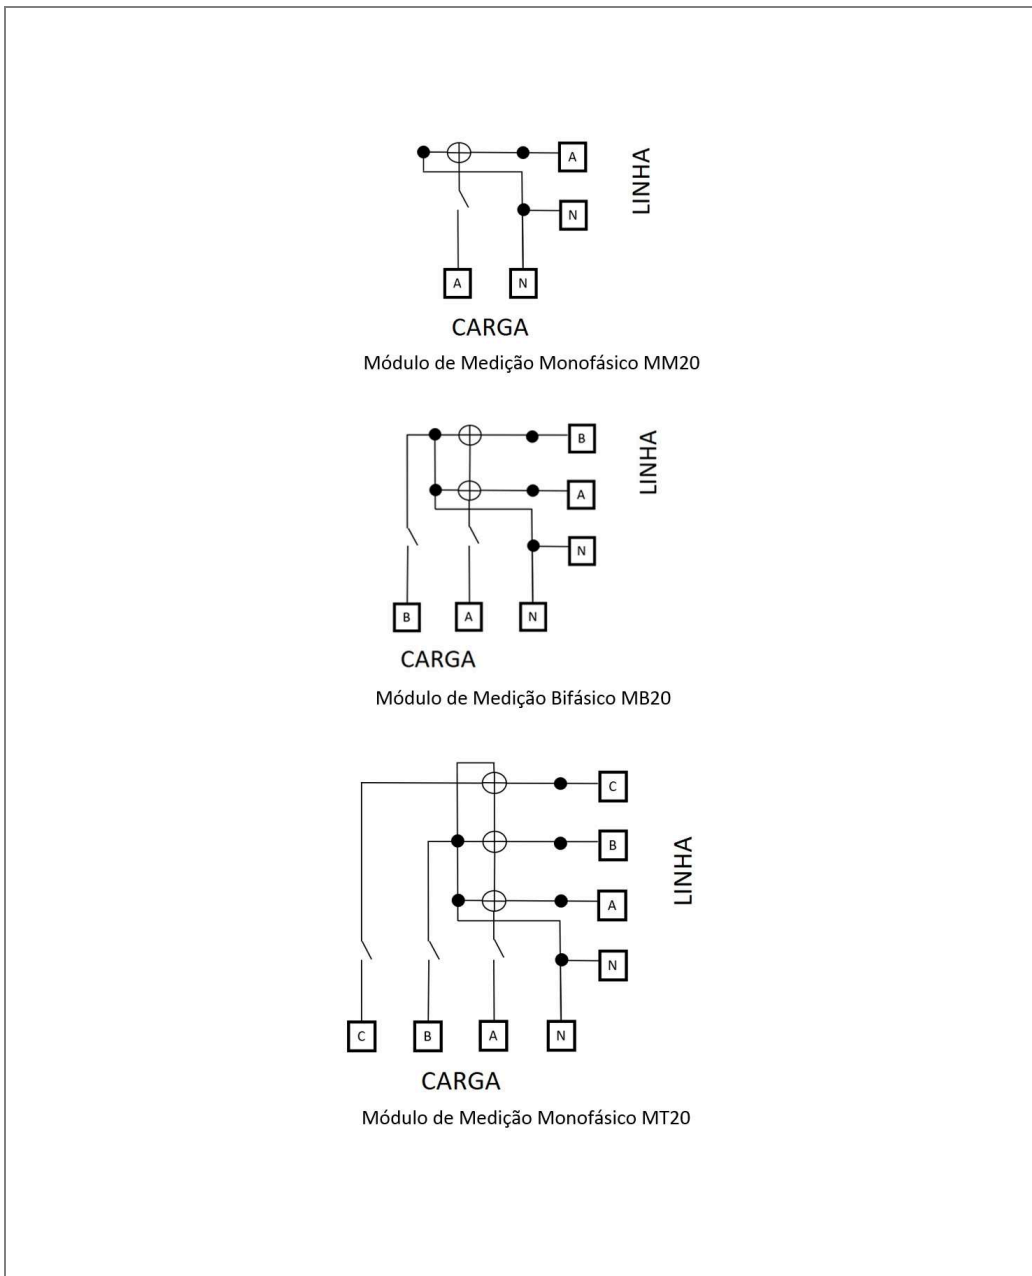 A
LINHA
N
A
N
CARGA
Módulo de Medição Monofásico MM20
B
LINHA
A
N
B
A
N
CARGA
Módulo de Medição Bifásico MB20
C
B
LINHA
A
N
C
B
A
N
CARGA
Módulo de Medição Monofásico MT20